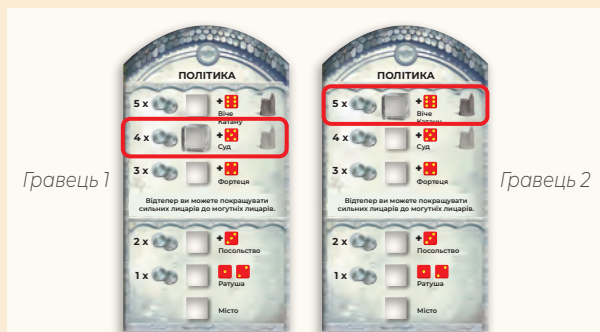 ПОЛІТИКА
5 x
+
Віче
Катану
4 x
+
Суд
3 x
+
Фортеця
Відтепер ви можете покращувати
сильних лицарів до могутніх лицарів.
2 x
+
Посольство
1 x
Ратуша
Місто
Гравець 1
ПОЛІТИКА
5 x
+
Віче
Катану
4 x
+
Суд
3 x
+
Фортеця
Відтепер ви можете покращувати
сильних лицарів до могутніх лицарів.
2 x
+
Посольство
1 x
Ратуша
Місто
Гравець 2